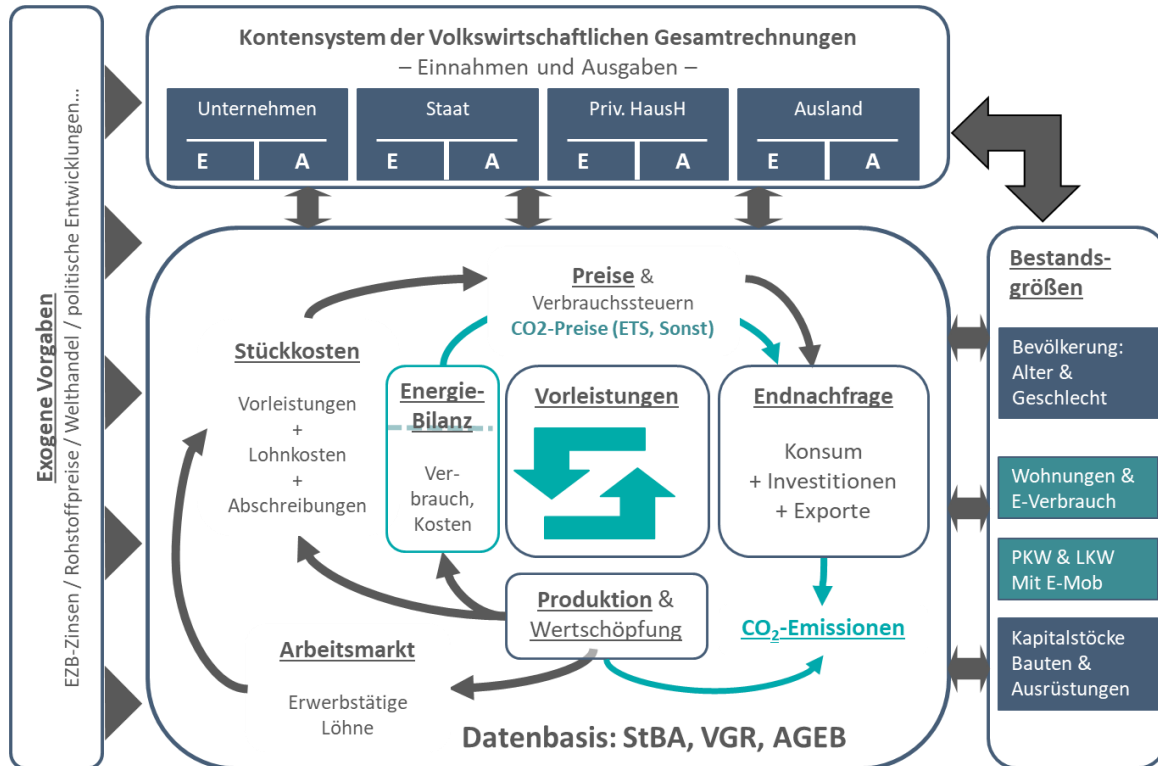 Exogene Vorgaben
EZB-Zinsen / Rohstoffpreise / Welthandel / politische Entwicklungen...
Kontensystem der Volkswirtschaftlichen Gesamtrechnungen
– Einnahmen und Ausgaben –
Unternehmen
E A
Staat
E A
Priv. HausH
E A
Ausland
E A
Preise &
Verbrauchssteuern
CO2-Preise (ETS, Sonst)
Stückkosten
Vorleistungen
+
Lohnkosten
+
Abschreibungen
Energie-
Bilanz
Ver-
brauch,
Kosten
Vorleistungen
Endnachfrage
Konsum
+ Investitionen
+ Exporte
Produktion &
Wertschöpfung
CO₂-Emissionen
Arbeitsmarkt
Erwerbstätige
Löhne
Datenbasis: StBA, VGR, AGEB
Bestands-
größen
Bevölkerung:
Alter &
Geschlecht
Wohnungen &
E-Verbrauch
PKW & LKW
Mit E-Mob
Kapitalstöcke
Bauten &
Ausrüstungen